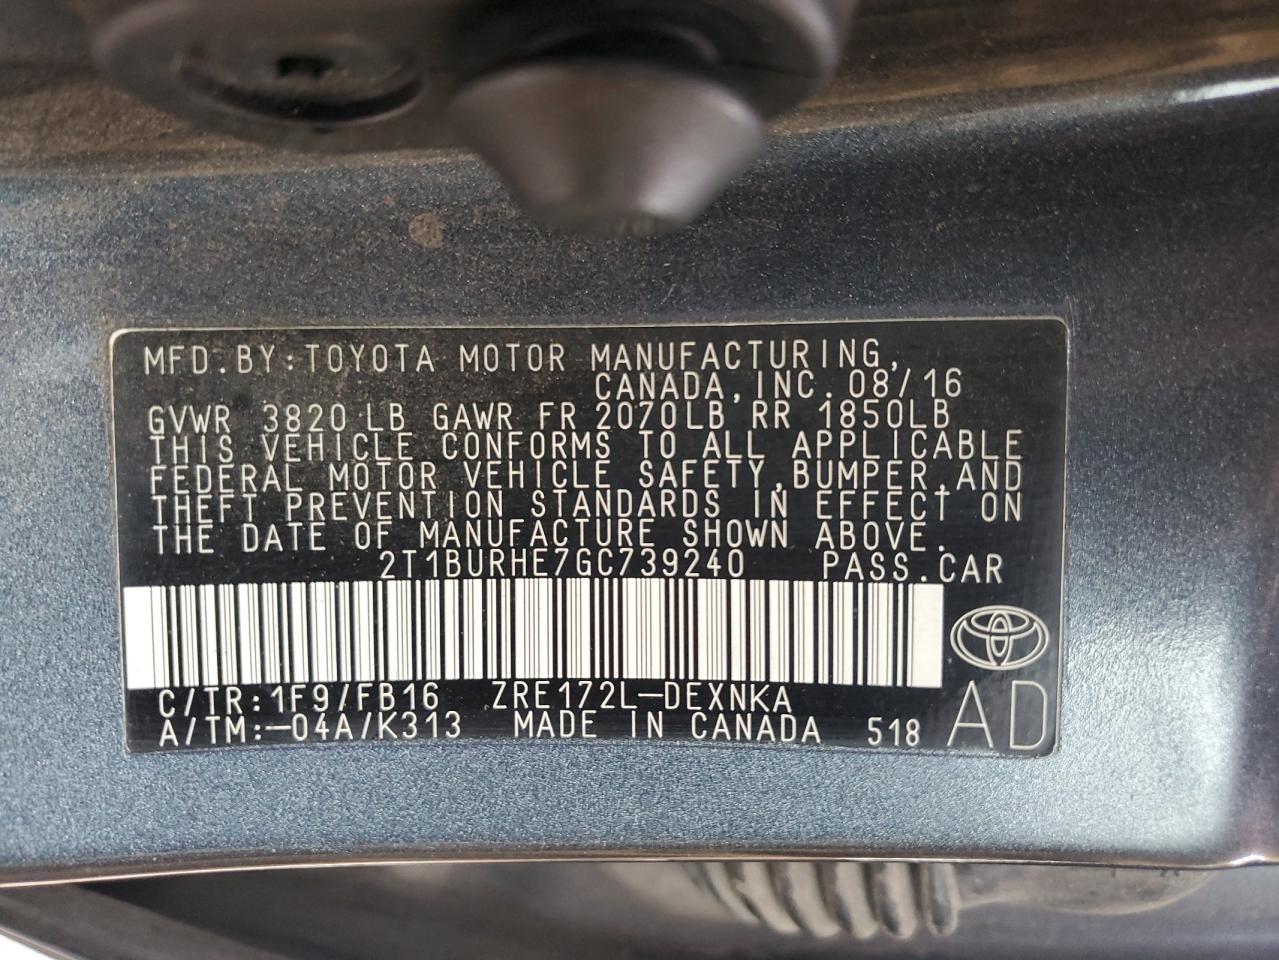 MFD.BY:TOYOTA MOTOR MANUFACTURING,
CANADA,INC.08/16
GVWR 3820 LB GAWR FR 2070LB RR 1850LB
THIS VEHICLE CONFORMS TO ALL APPLICABLE
FEDERAL MOTOR VEHICLE SAFETY,BUMPER,AND
THEFT PREVENTION STANDARDS IN EFFECT ON
THE DATE OF MANUFACTURE SHOWN ABOVE.
2T1BURHE7GC739240 PASS.CAR
C/TR:1F9/FB16 ZRE172L-DEXNKA
A/TM:-04A/K313 MADE IN CANADA 518 AD